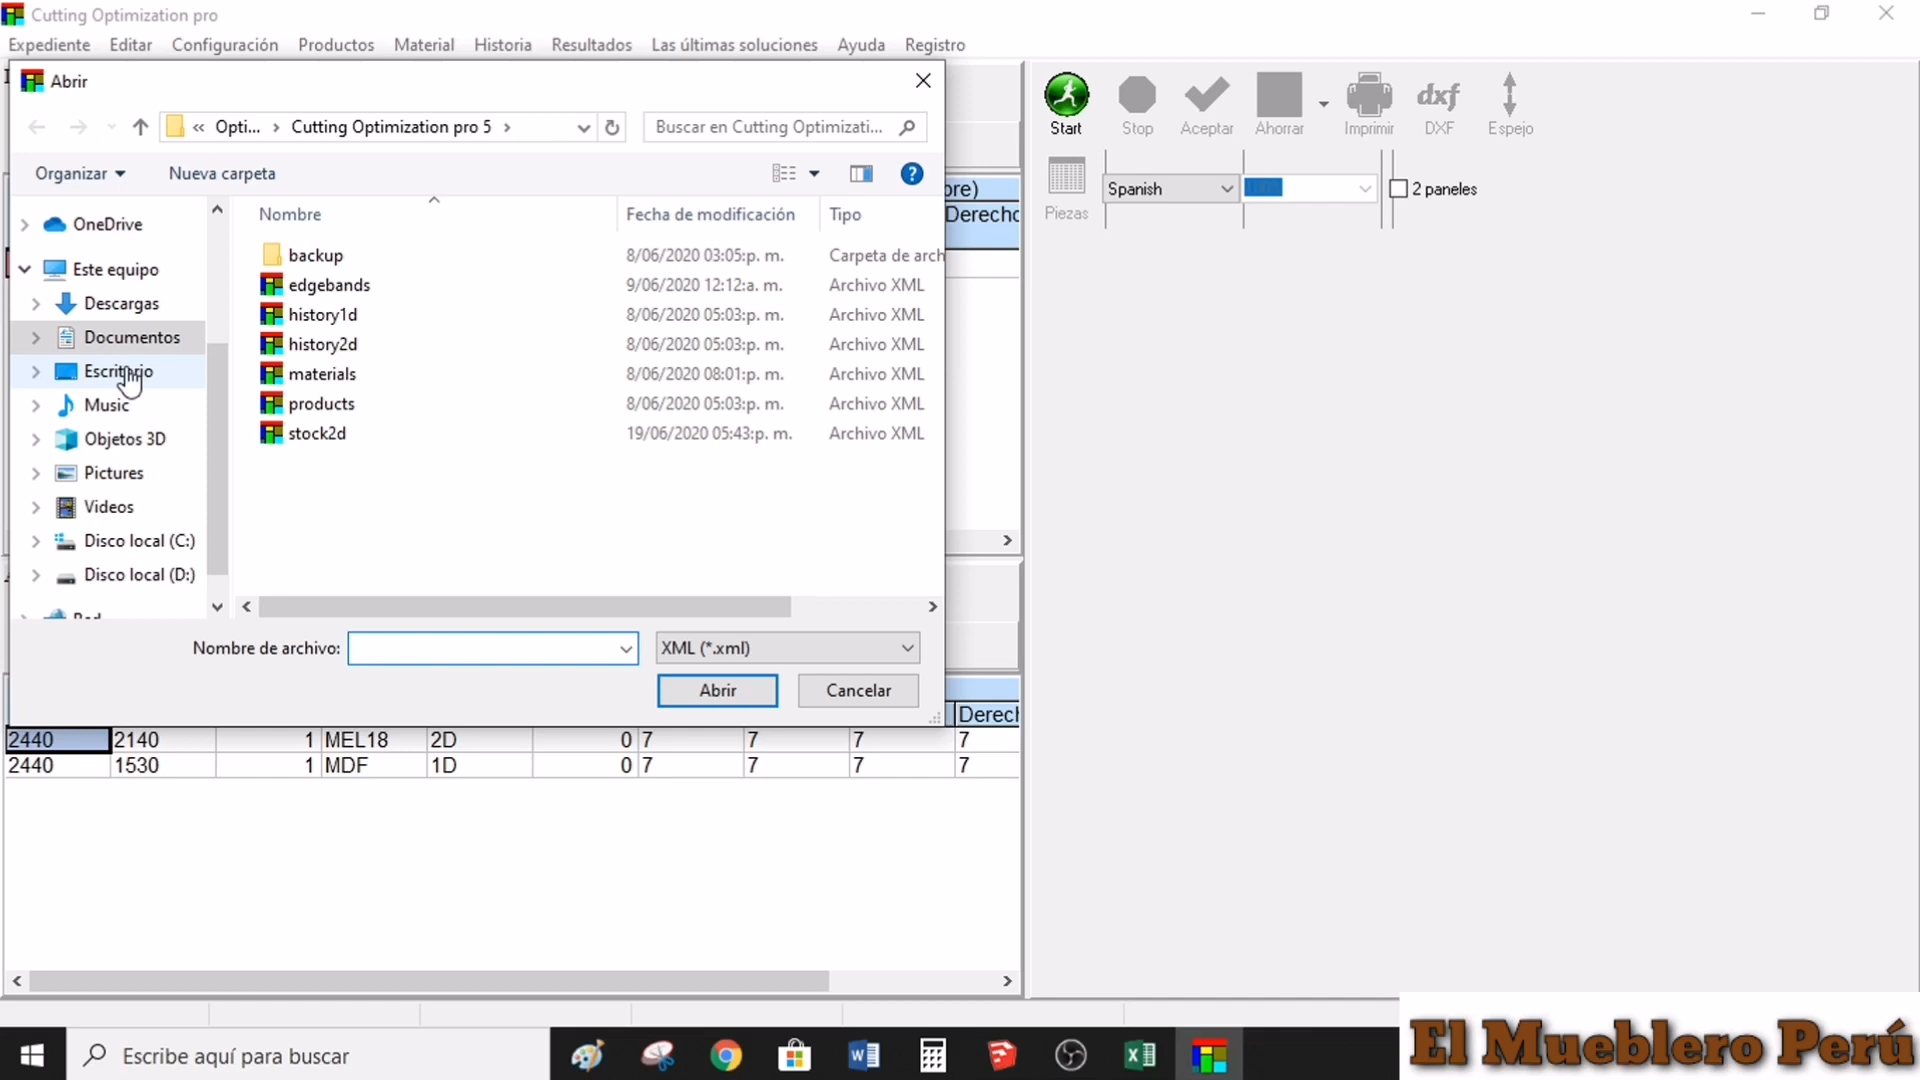 Cutting Optimization pro
Expediente Editar Configuración Productos Material Historia Resultados Las últimas soluciones Ayuda Registro
Abrir
« Opti... › Cutting Optimization pro 5 ›
Buscar en Cutting Optimizati...
Organizar Nueva carpeta
OneDrive
Este equipo
Descargas
Documentos
Escritorio
Music
Objetos 3D
Pictures
Videos
Disco local (C:)
Disco local (D:)
Nombre Fecha de modificación Tipo
backup 8/06/2020 03:05:p. m. Carpeta de arch
edgebands 9/06/2020 12:12:a. m. Archivo XML
history1d 8/06/2020 05:03:p. m. Archivo XML
history2d 8/06/2020 05:03:p. m. Archivo XML
materials 8/06/2020 08:01:p. m. Archivo XML
products 8/06/2020 05:03:p. m. Archivo XML
stock2d 19/06/2020 05:43:p. m. Archivo XML
Nombre de archivo: XML (*.xml)
Abrir Cancelar
Derecho
Derech
2440 2140 1 MEL18 2D 0 7 7 7 7
2440 1530 1 MDF 1D 0 7 7 7 7
Start Stop Aceptar Ahorrar Imprimir dxf DXF Espejo
Piezas
Spanish
2 paneles
Escribe aquí para buscar
El Mueblero Perú